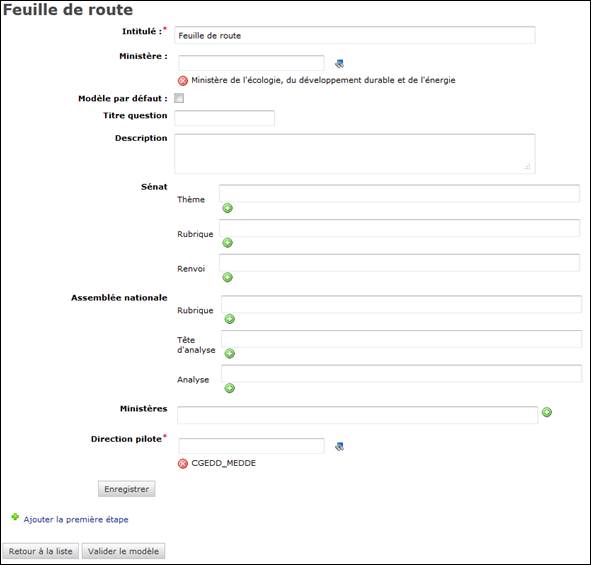 Feuille de route
Intitulé :* Feuille de route
Ministère :
Ministère de l'écologie, du développement durable et de l'énergie
Modèle par défaut :
Titre question
Description
Sénat
Thème
Rubrique
Renvoi
Assemblée nationale
Rubrique
Tête
d'analyse
Analyse
Ministères
Direction pilote*
CGEDD_MEDDE
Enregistrer
Ajouter la première étape
Retour à la liste Valider le modèle